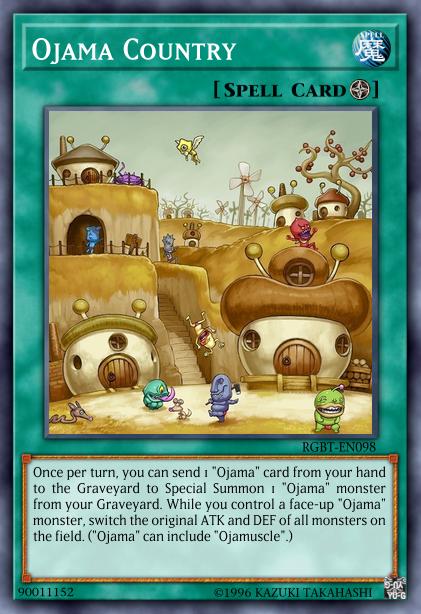 OJAMA COUNTRY
SPELL
魔
[SPELL CARD]
RGBT-EN098
Once per turn, you can send 1 "Ojama" card from your hand
to the Graveyard to Special Summon 1 "Ojama" monster
from your Graveyard. While you control a face-up "Ojama"
monster, switch the original ATK and DEF of all monsters on
the field. ("Ojama" can include "Ojamuscle".)
90011152
©1996 KAZUKI TAKAHASHI